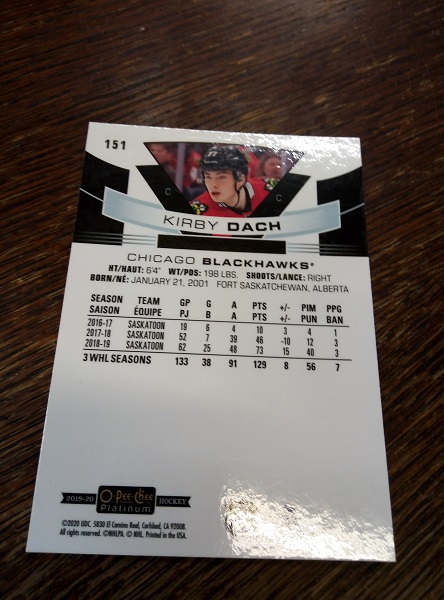 151
C C
KIRBY DACH
CHICAGO BLACKHAWKS®
HT/HAUT: 6'4" WT/PDS: 198 LBS. SHOOTS/LANCE: RIGHT
BORN/NÉ: JANUARY 21, 2001 FORT SASKATCHEWAN, ALBERTA
SEASON TEAM GP G A PTS +/- PIM PPG
SAISON ÉQUIPE PJ B A PTS +/- PUN BAN
2016-17 SASKATOON 19 6 4 10 3 4 1
2017-18 SASKATOON 52 7 39 46 -10 12 3
2018-19 SASKATOON 62 25 48 73 15 40 3
3 WHL SEASONS 133 38 91 129 8 56 7
2019-20 O-Pee-Chee HOCKEY
Platinum
©2020 UDC. 5830 El Camino Real, Carlsbad, CA 92008.
All rights reserved. ©NHLPA. © NHL. Printed in the USA.